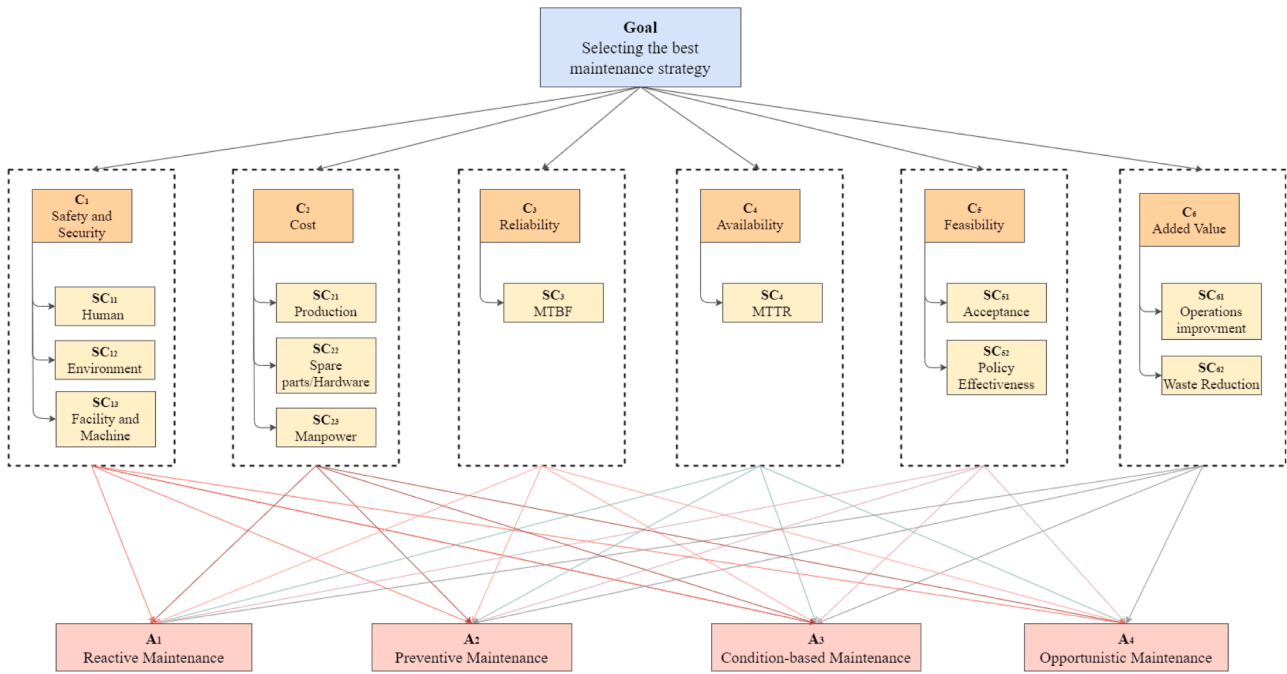 Goal
Selecting the best
maintenance strategy
C₁
Safety and
Security
SC₁₁
Human
SC₁₂
Environment
SC₁₃
Facility and
Machine
C₂
Cost
SC₂₁
Production
SC₂₂
Spare
parts/Hardware
SC₂₃
Manpower
C₃
Reliability
SC₃
MTBF
C₄
Availability
SC₄
MTTR
C₅
Feasibility
SC₅₁
Acceptance
SC₅₂
Policy
Effectiveness
C₆
Added Value
SC₆₁
Operations
improvment
SC₆₂
Waste Reduction
A₁
Reactive Maintenance
A₂
Preventive Maintenance
A₃
Condition-based Maintenance
A₄
Opportunistic Maintenance